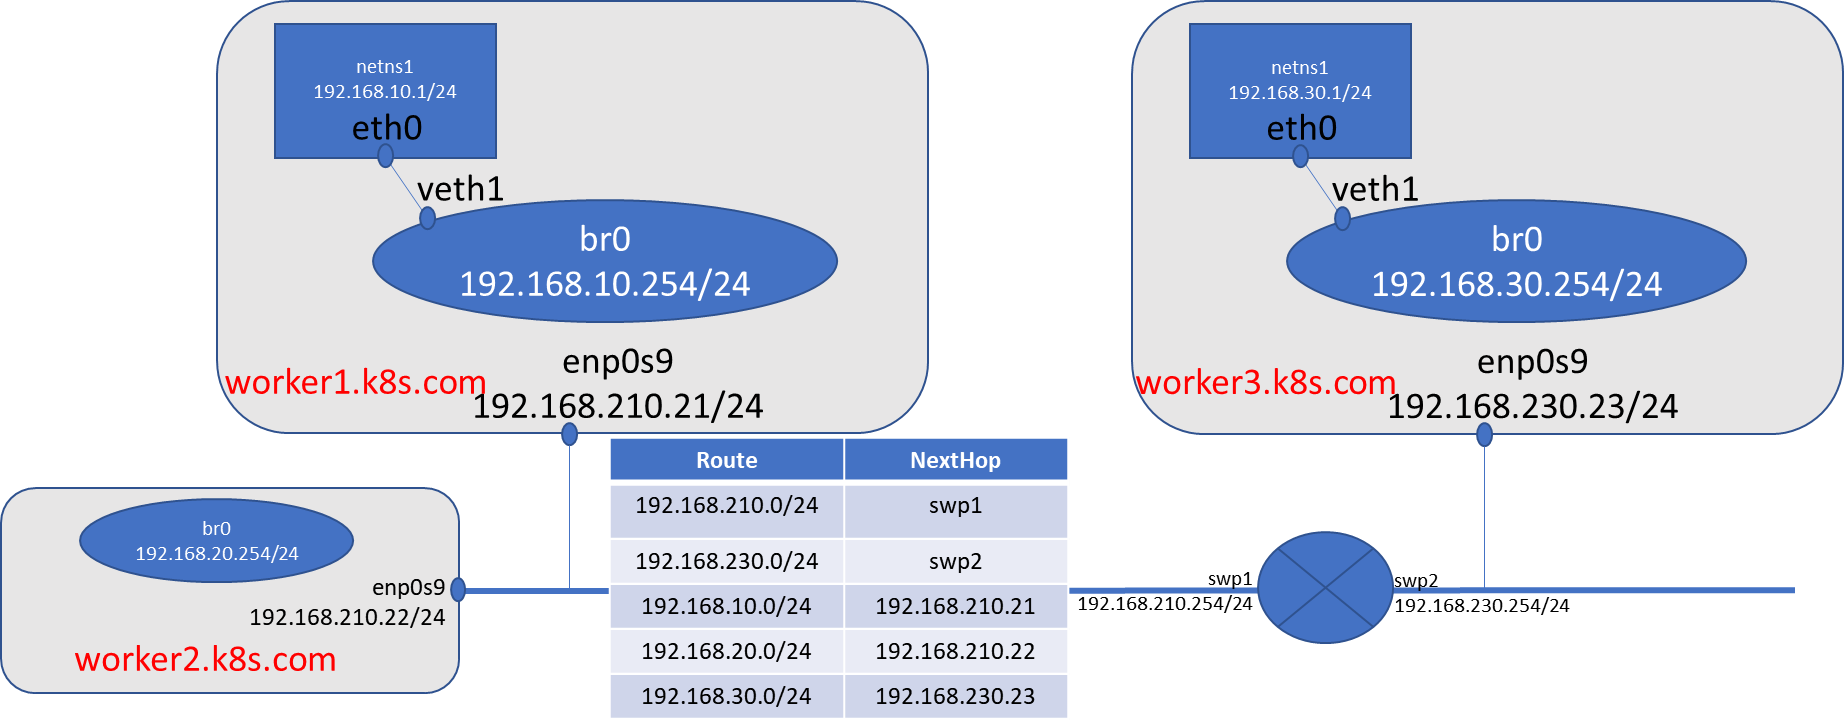 netns1
192.168.10.1/24
eth0
veth1
br0
192.168.10.254/24
enp0s9
worker1.k8s.com
192.168.210.21/24
netns1
192.168.30.1/24
eth0
veth1
br0
192.168.30.254/24
enp0s9
worker3.k8s.com
192.168.230.23/24
br0
192.168.20.254/24
enp0s9
192.168.210.22/24
worker2.k8s.com
Route NextHop
192.168.210.0/24 swp1
192.168.230.0/24 swp2
192.168.10.0/24 192.168.210.21
192.168.20.0/24 192.168.210.22
192.168.30.0/24 192.168.230.23
swp1
192.168.210.254/24
swp2
192.168.230.254/24